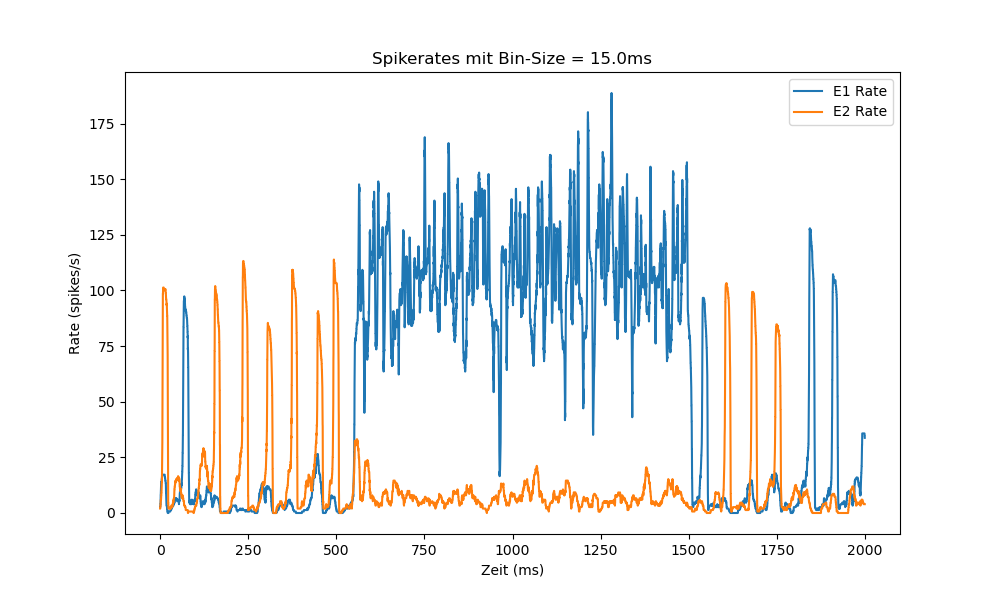 Spikerates mit Bin-Size = 15.0ms
E1 Rate
E2 Rate
Rate (spikes/s)
175
150
125
100
75
50
25
0
0 250 500 750 1000 1250 1500 1750 2000
Zeit (ms)